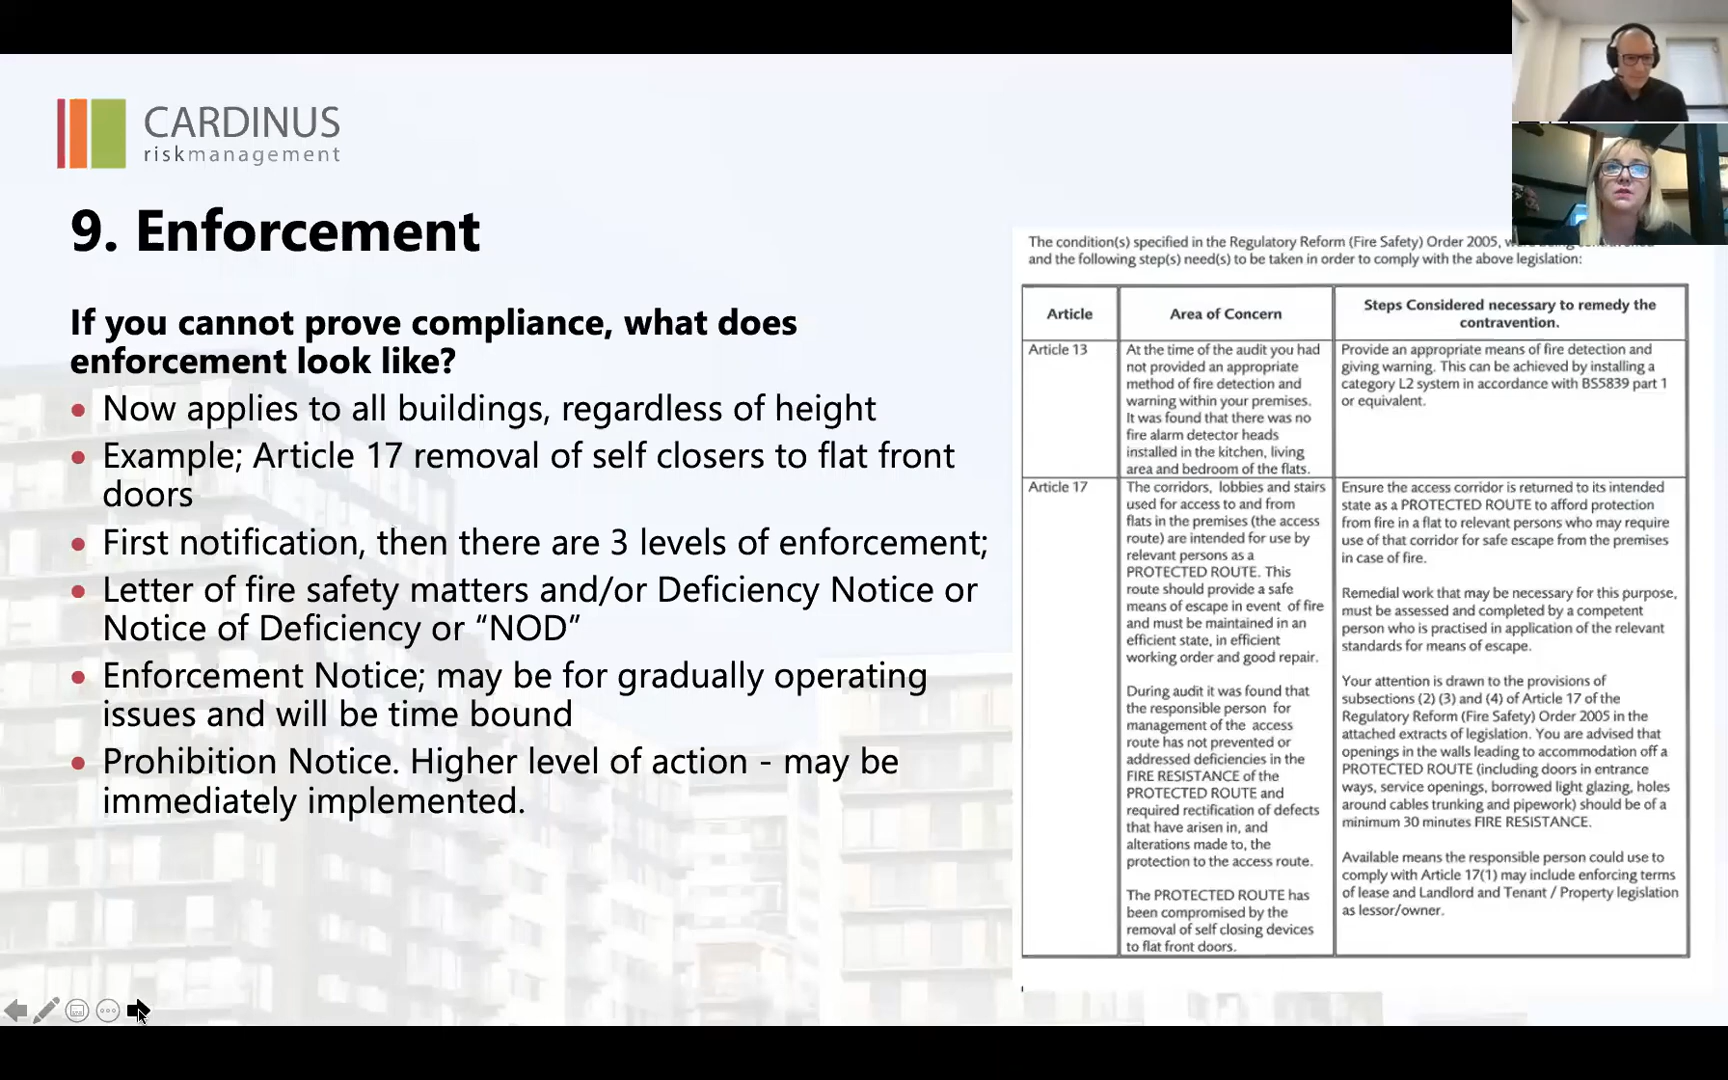 CARDINUS
riskmanagement
9. Enforcement
If you cannot prove compliance, what does
enforcement look like?
• Now applies to all buildings, regardless of height
• Example; Article 17 removal of self closers to flat front
doors
• First notification, then there are 3 levels of enforcement;
• Letter of fire safety matters and/or Deficiency Notice or
Notice of Deficiency or “NOD”
• Enforcement Notice; may be for gradually operating
issues and will be time bound
• Prohibition Notice. Higher level of action - may be
immediately implemented.
The condition(s) specified in the Regulatory Reform (Fire Safety) Order 2005,
and the following step(s) need(s) to be taken in order to comply with the above legislation:
Article
Area of Concern
Steps Considered necessary to remedy the
contravention.
Article 13
At the time of the audit you had
not provided an appropriate
method of fire detection and
warning within your premises.
It was found that there was no
fire alarm detector heads
installed in the kitchen, living
area and bedroom of the flats.
Provide an appropriate means of fire detection and
giving warning. This can be achieved by installing a
category L2 system in accordance with BS5839 part 1
or equivalent.
Article 17
The corridors, lobbies and stairs
used for access to and from
flats in the premises (the access
route) are intended for use by
relevant persons as a
PROTECTED ROUTE. This
route should provide a safe
means of escape in event of fire
and must be maintained in an
efficient state, in efficient
working order and good repair.
During audit it was found that
the responsible person for
management of the access
route has not prevented or
addressed deficiencies in the
FIRE RESISTANCE of the
PROTECTED ROUTE and
required rectification of defects
that have arisen in, and
alterations made to, the
protection to the access route.
The PROTECTED ROUTE has
been compromised by the
removal of self closing devices
to flat front doors.
Ensure the access corridor is returned to its intended
state as a PROTECTED ROUTE to afford protection
from fire in a flat to relevant persons who may require
use of that corridor for safe escape from the premises
in case of fire.
Remedial work that may be necessary for this purpose,
must be assessed and completed by a competent
person who is practised in application of the relevant
standards for means of escape.
Your attention is drawn to the provisions of
subsections (2) (3) and (4) of Article 17 of the
Regulatory Reform (Fire Safety) Order 2005 in the
attached extracts of legislation. You are advised that
openings in the walls leading to accommodation off a
PROTECTED ROUTE (including doors in entrance
ways, service openings, borrowed light glazing, holes
around cables trunking and pipework) should be of a
minimum 30 minutes FIRE RESISTANCE.
Available means the responsible person could use to
comply with Article 17(1) may include enforcing terms
of lease and Landlord and Tenant / Property legislation
as lessor/owner.